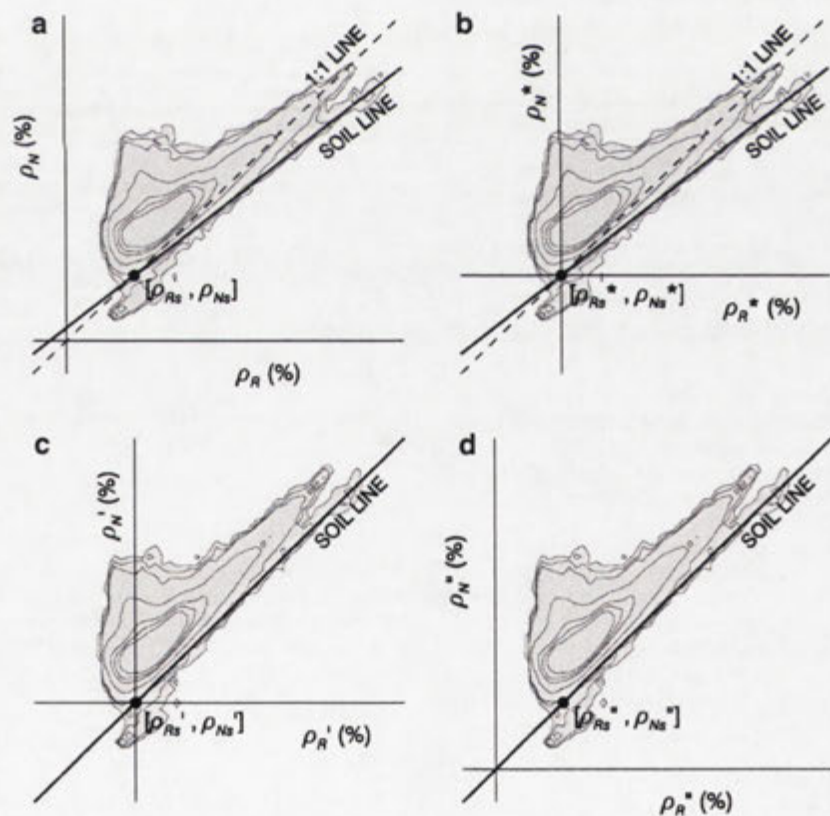 a
ρN (%)
1:1 LINE
SOIL LINE
[ρRs', ρNs]
ρR (%)
b
ρN* (%)
1:1 LINE
SOIL LINE
[ρRs*, ρNs*]
ρR* (%)
c
ρN' (%)
SOIL LINE
[ρRs', ρNs']
ρR' (%)
d
ρN" (%)
SOIL LINE
[ρRs", ρNs"]
ρR" (%)